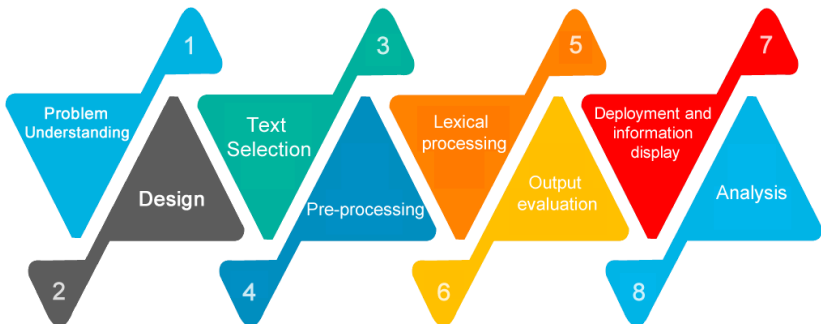 1
Problem
Understanding
2
Design
3
Text
Selection
4
Pre-processing
5
Lexical
processing
6
Output
evaluation
7
Deployment and
information
display
8
Analysis